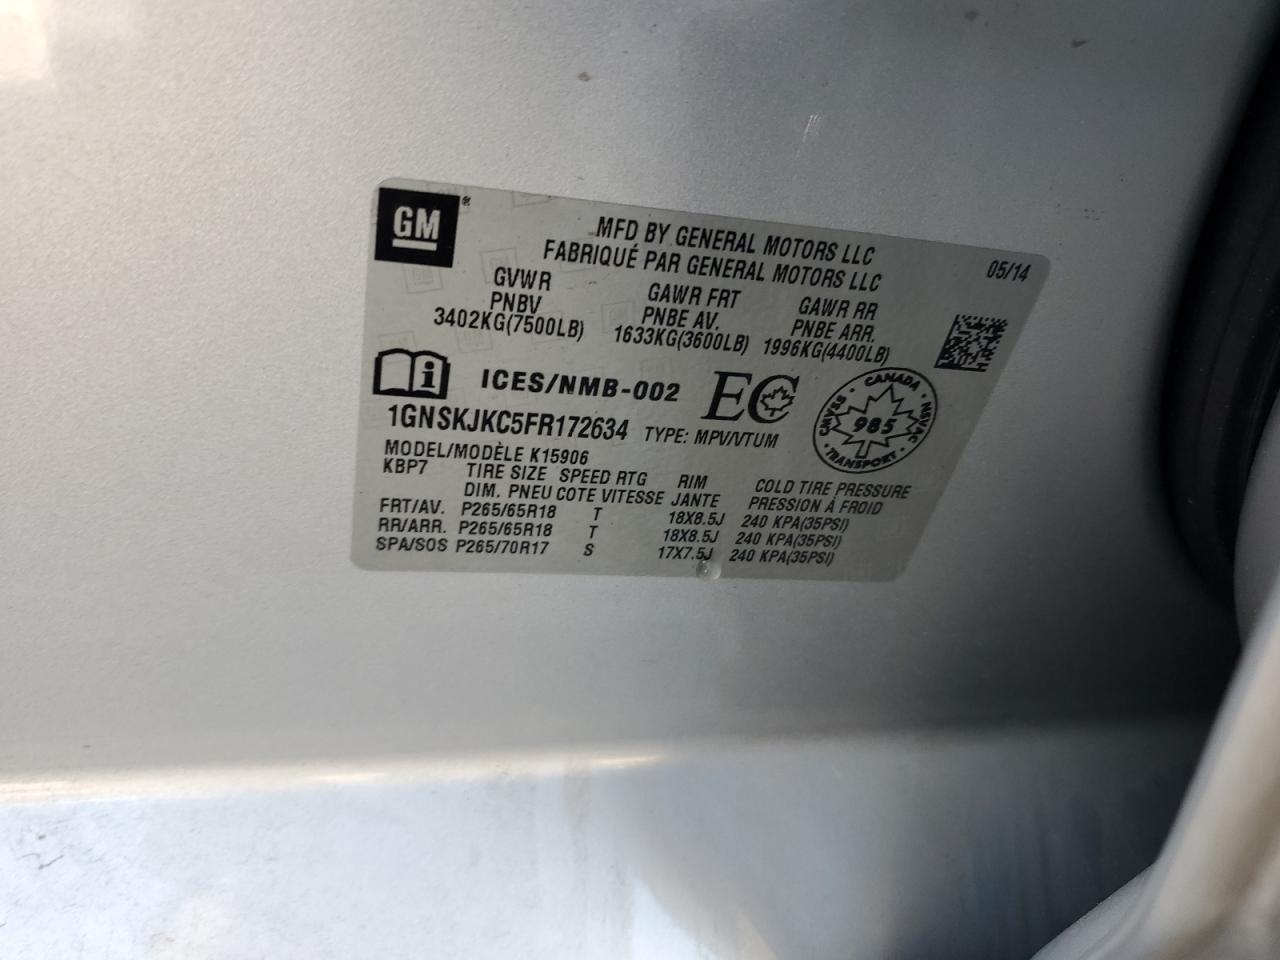 GM®
MFD BY GENERAL MOTORS LLC
FABRIQUÉ PAR GENERAL MOTORS LLC
05/14
GVWR GAWR FRT GAWR RR
PNBV PNBE AV. PNBE ARR.
3402KG(7500LB) 1633KG(3600LB) 1996KG(4400LB)
i ICES/NMB-002 EC
CANADA
CMVSS - 985 NSVAC
TRANSPORT
1GNSKJKC5FR172634 TYPE: MPV/VTUM
MODEL/MODÈLE K15906
KBP7 TIRE SIZE SPEED RTG RIM COLD TIRE PRESSURE
DIM. PNEU COTE VITESSE JANTE PRESSION À FROID
FRT/AV. P265/65R18 T 18X8.5J 240 KPA(35PSI)
RR/ARR. P265/65R18 T 18X8.5J 240 KPA(35PSI)
SPA/SOS P265/70R17 S 17X7.5J 240 KPA(35PSI)